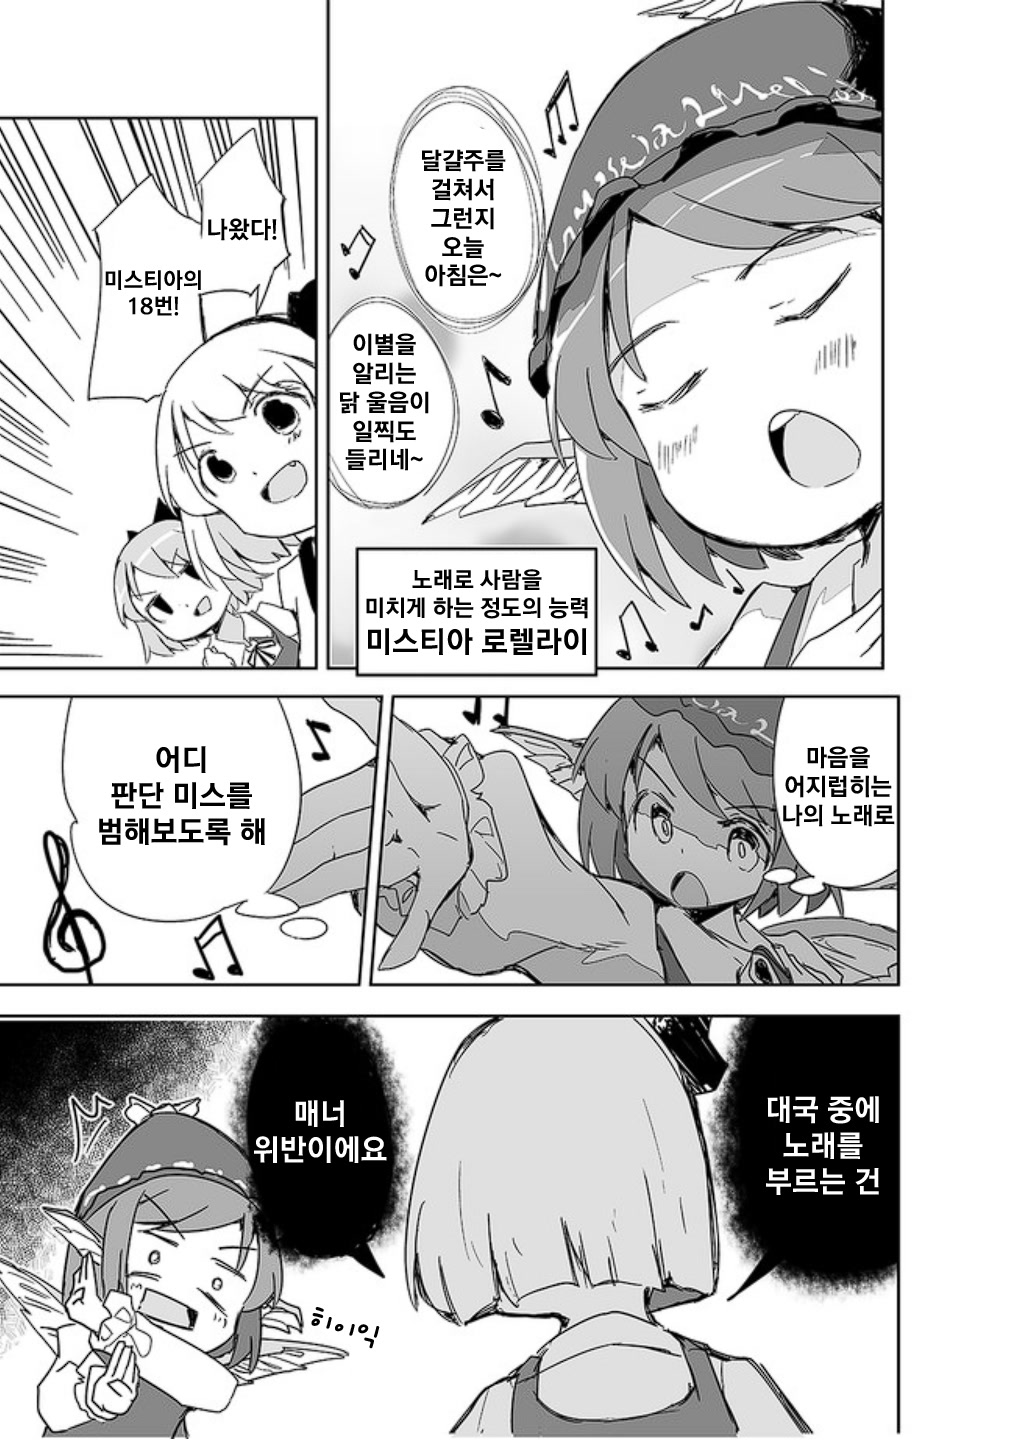 달걀주를
걸쳐서
그런지
오늘
아침은~
이별을
알리는
닭 울음이
일찍도
들리네~
노래로 사람을
미치게 하는 정도의 능력
미스티아 로렐라이
나왔다!
미스티아의
18번!
마음을
어지럽히는
나의 노래로
어디
판단 미스를
범해보도록 해
대국 중에
노래를
부르는 건
매너
위반이에요
히이익